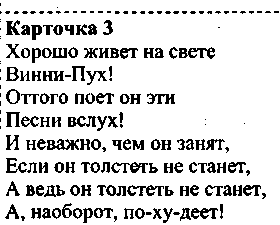 Карточка 3
Хорошо живет на свете
Винни-Пух!
Оттого поет он эти
Песни вслух!
И неважно, чем он занят,
Если он толстеть не станет,
А ведь он толстеть не станет,
А, наоборот, по-ху-деет!